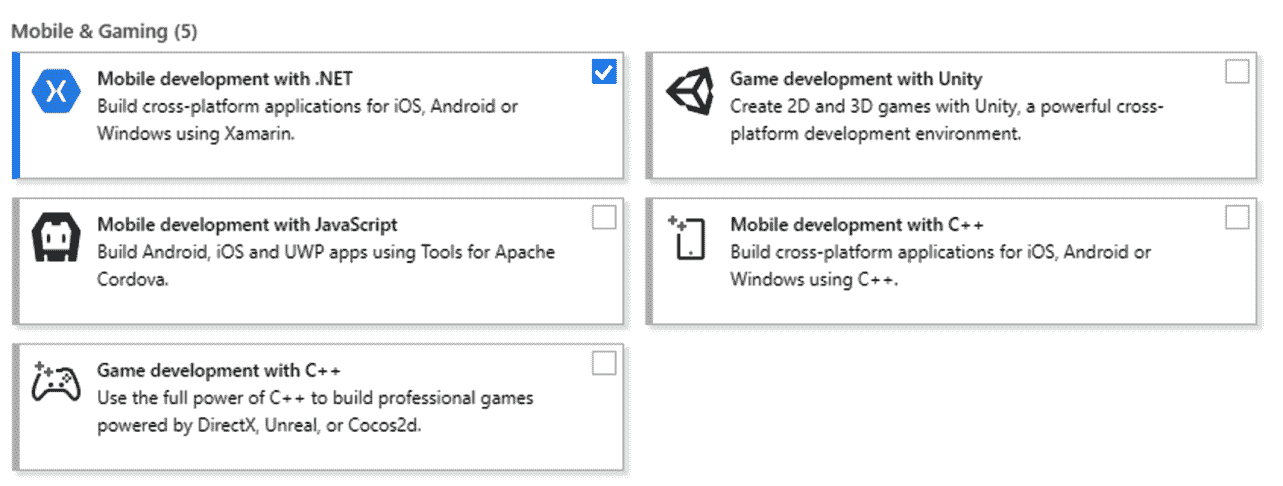 Mobile & Gaming (5)
Mobile development with .NET
Build cross-platform applications for iOS, Android or
Windows using Xamarin.
Game development with Unity
Create 2D and 3D games with Unity, a powerful cross-
platform development environment.
Mobile development with JavaScript
Build Android, iOS and UWP apps using Tools for Apache
Cordova.
Mobile development with C++
Build cross-platform applications for iOS, Android or
Windows using C++.
Game development with C++
Use the full power of C++ to build professional games
powered by DirectX, Unreal, or Cocos2d.